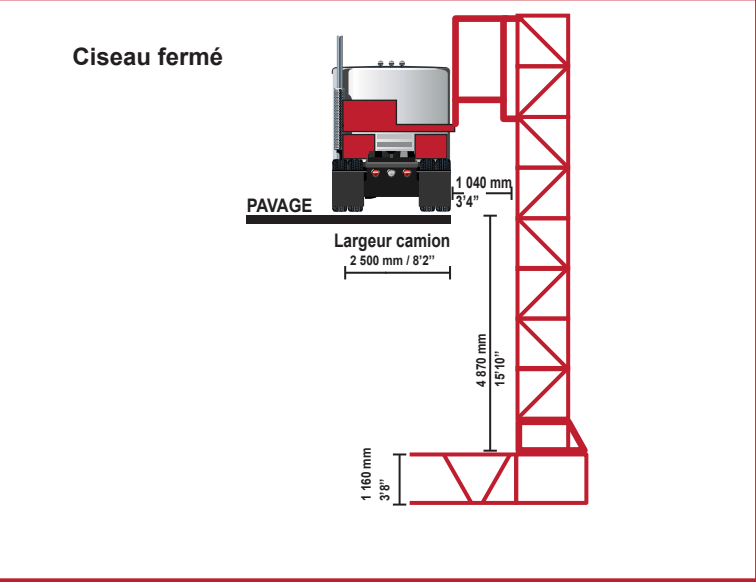 Ciseau fermé
1 040 mm
3'4”
PAVAGE
Largeur camion
2 500 mm / 8'2”
4 870 mm
15'10”
1 160 mm
3'8”